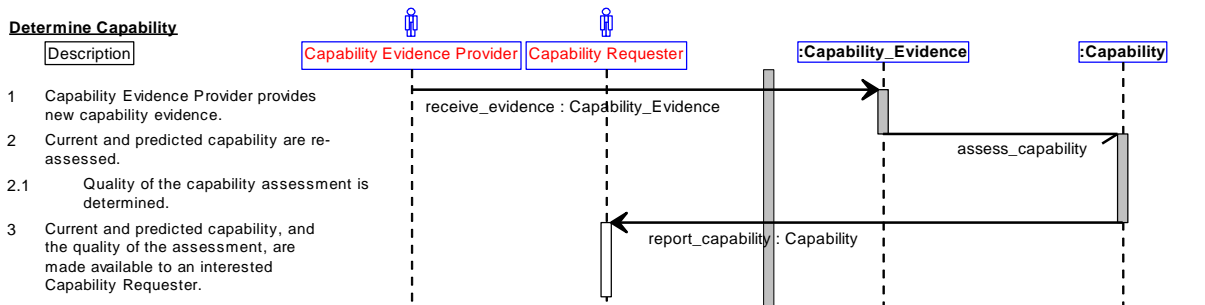 Determine Capability
Description
1 Capability Evidence Provider provides
new capability evidence.
2 Current and predicted capability are re-
assessed.
2.1 Quality of the capability assessment is
determined.
3 Current and predicted capability, and
the quality of the assessment, are
made available to an interested
Capability Requester.
Capability Evidence Provider
Capability Requester
:Capability_Evidence
:Capability
receive_evidence : Capability_Evidence
assess_capability
report_capability : Capability